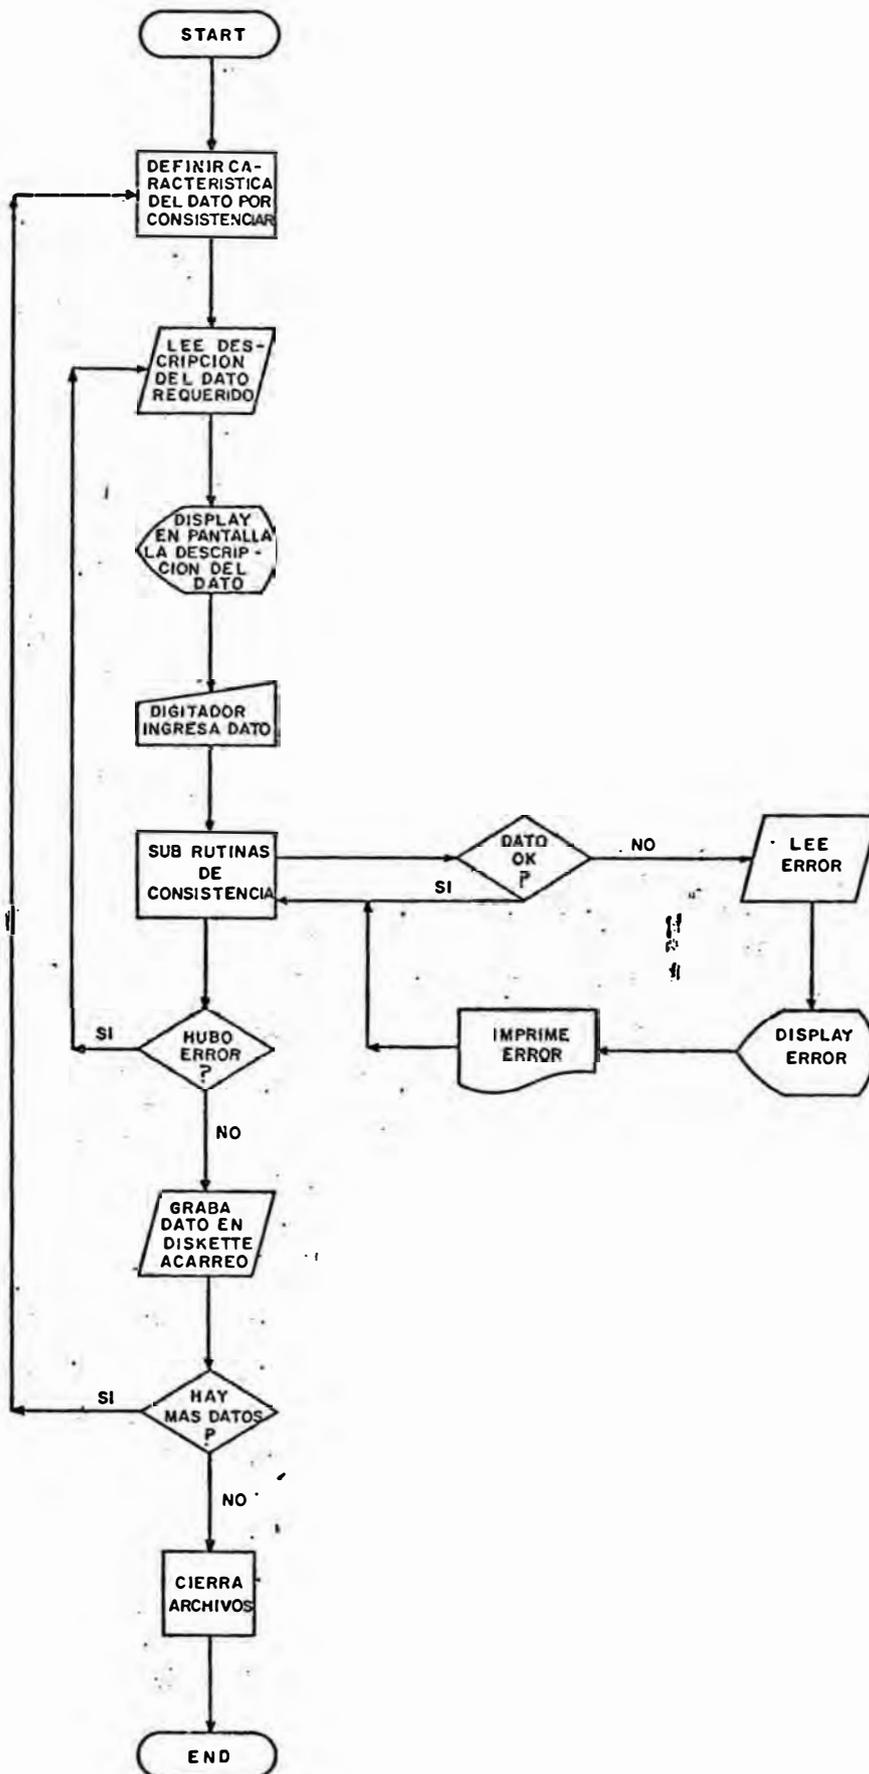 START
DEFINIR CA-
RACTERISTICA
DEL DATO POR
CONSISTENCIAR
LEE DES-
CRIPCION
DEL DATO
REQUERIDO
DISPLAY
EN PANTALLA
LA DESCRIP-
CION DEL
DATO
DIGITADOR
INGRESA DATO
SUB RUTINAS
DE
CONSISTENCIA
DATO
OK
?
NO
SI
LEE
ERROR
DISPLAY
ERROR
IMPRIME
ERROR
HUBO
ERROR
?
SI
NO
GRABA
DATO EN
DISKETTE
ACARREO
HAY
MAS DATOS
?
SI
NO
CIERRA
ARCHIVOS
END